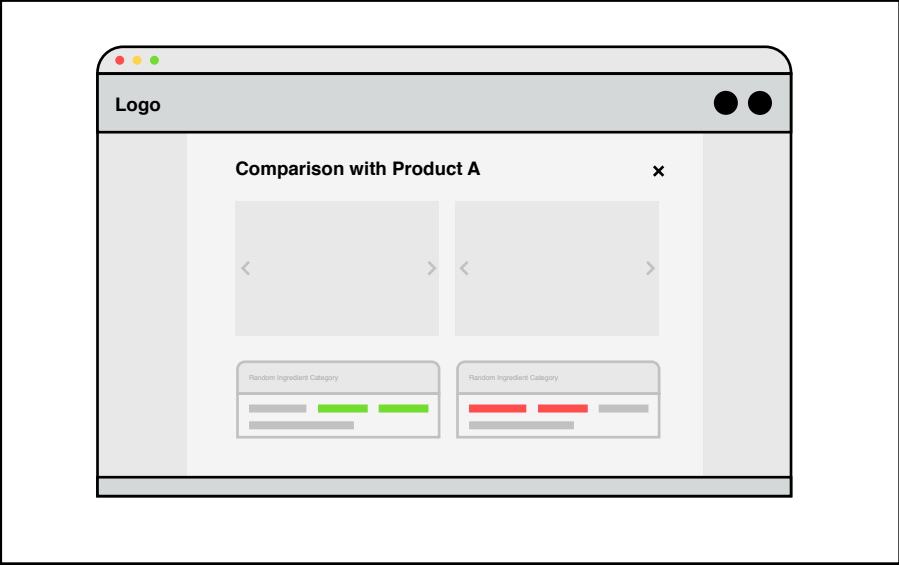 Logo
Comparison with Product A
Random Ingredient Category
Random Ingredient Category